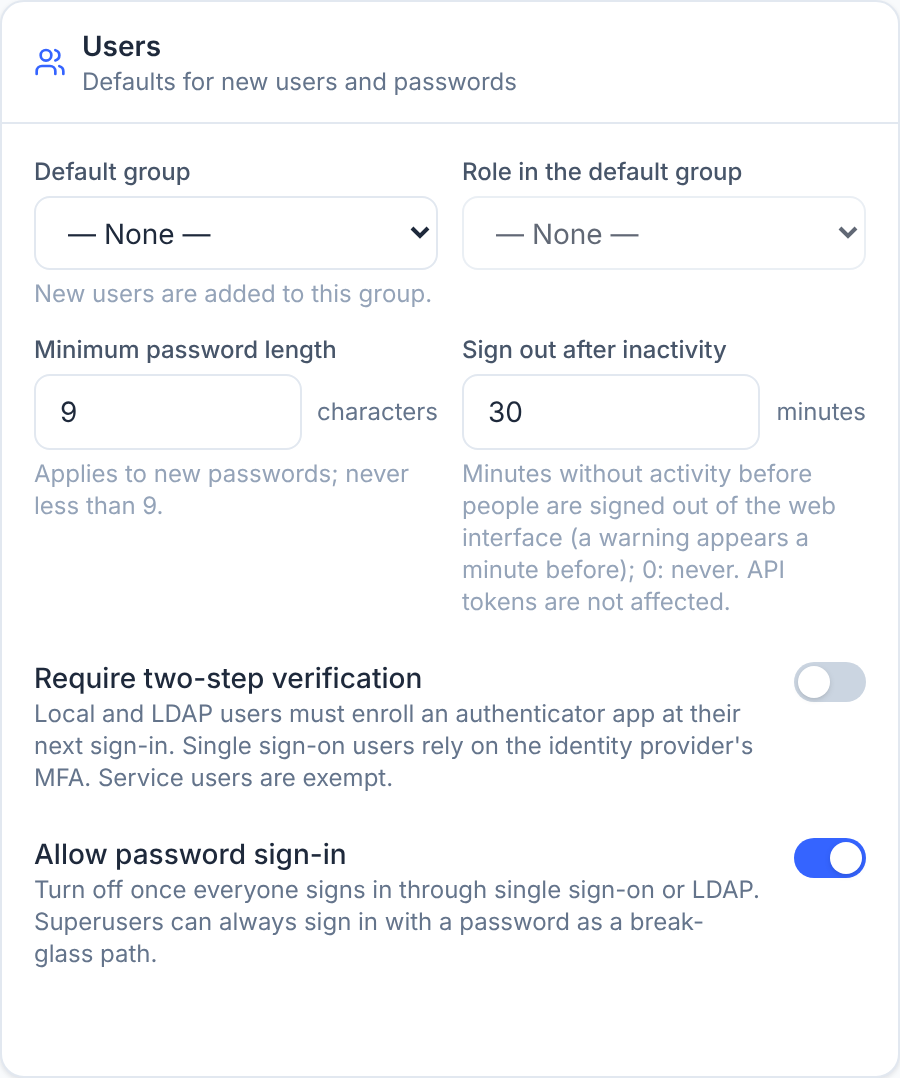 Users
Defaults for new users and passwords
Default group
Role in the default group
— None —
— None —
New users are added to this group.
Minimum password length
Sign out after inactivity
9
characters
30
minutes
Applies to new passwords; never
less than 9.
Minutes without activity before
people are signed out of the web
interface (a warning appears a
minute before); 0: never. API
tokens are not affected.
Require two-step verification
Local and LDAP users must enroll an authenticator app at their
next sign-in. Single sign-on users rely on the identity provider's
MFA. Service users are exempt.
Allow password sign-in
Turn off once everyone signs in through single sign-on or LDAP.
Superusers can always sign in with a password as a break-
glass path.